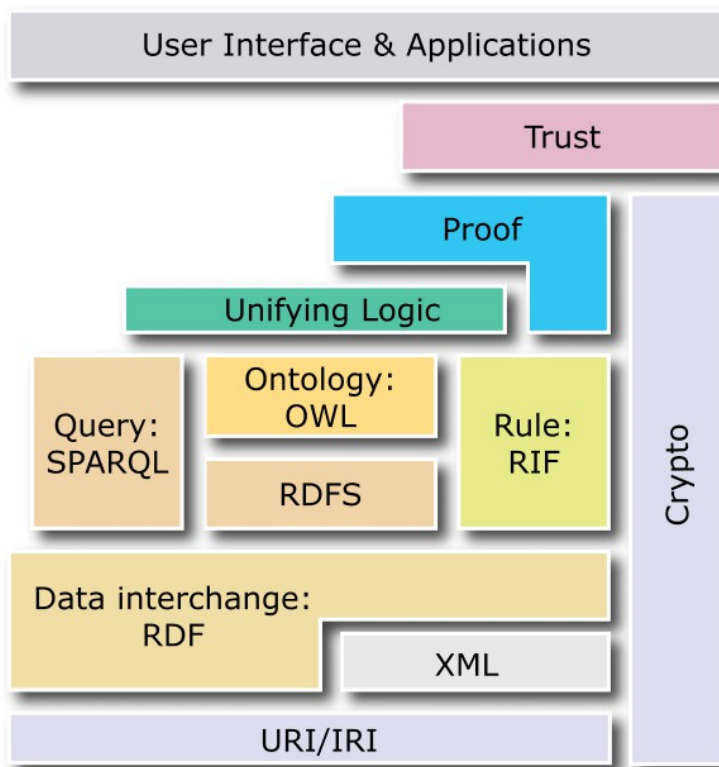 User Interface & Applications
Trust
Proof
Unifying Logic
Query:
SPARQL
Ontology:
OWL
RDFS
Rule:
RIF
Crypto
Data interchange:
RDF
XML
URI/IRI